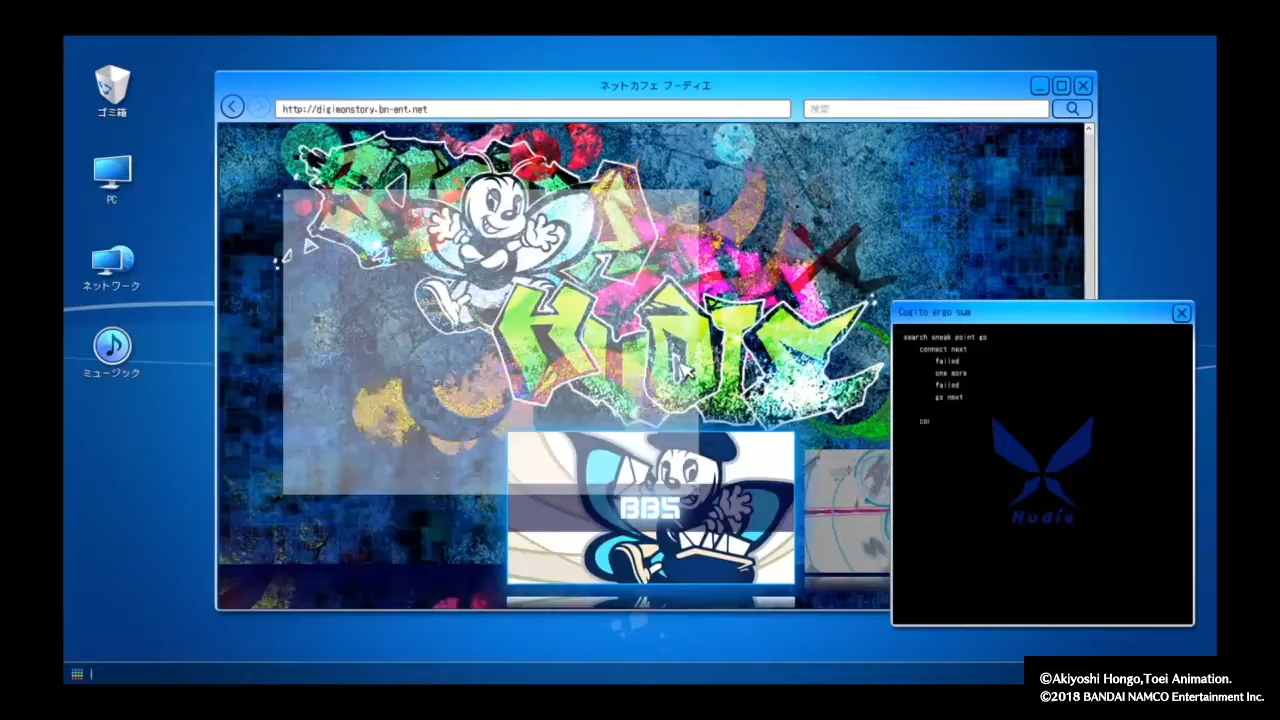 ゴミ箱
PC
ネットワーク
ミュージック
ネットカフェ フーディエ
http://digimonstory.bn-ent.net
検索
HUDIE
BBS
Cogito ergo sum
search sneak point go
connect next
failed
one more
failed
go next
cor
Hudie
©Akiyoshi Hongo,Toei Animation.
©2018 BANDAI NAMCO Entertainment Inc.